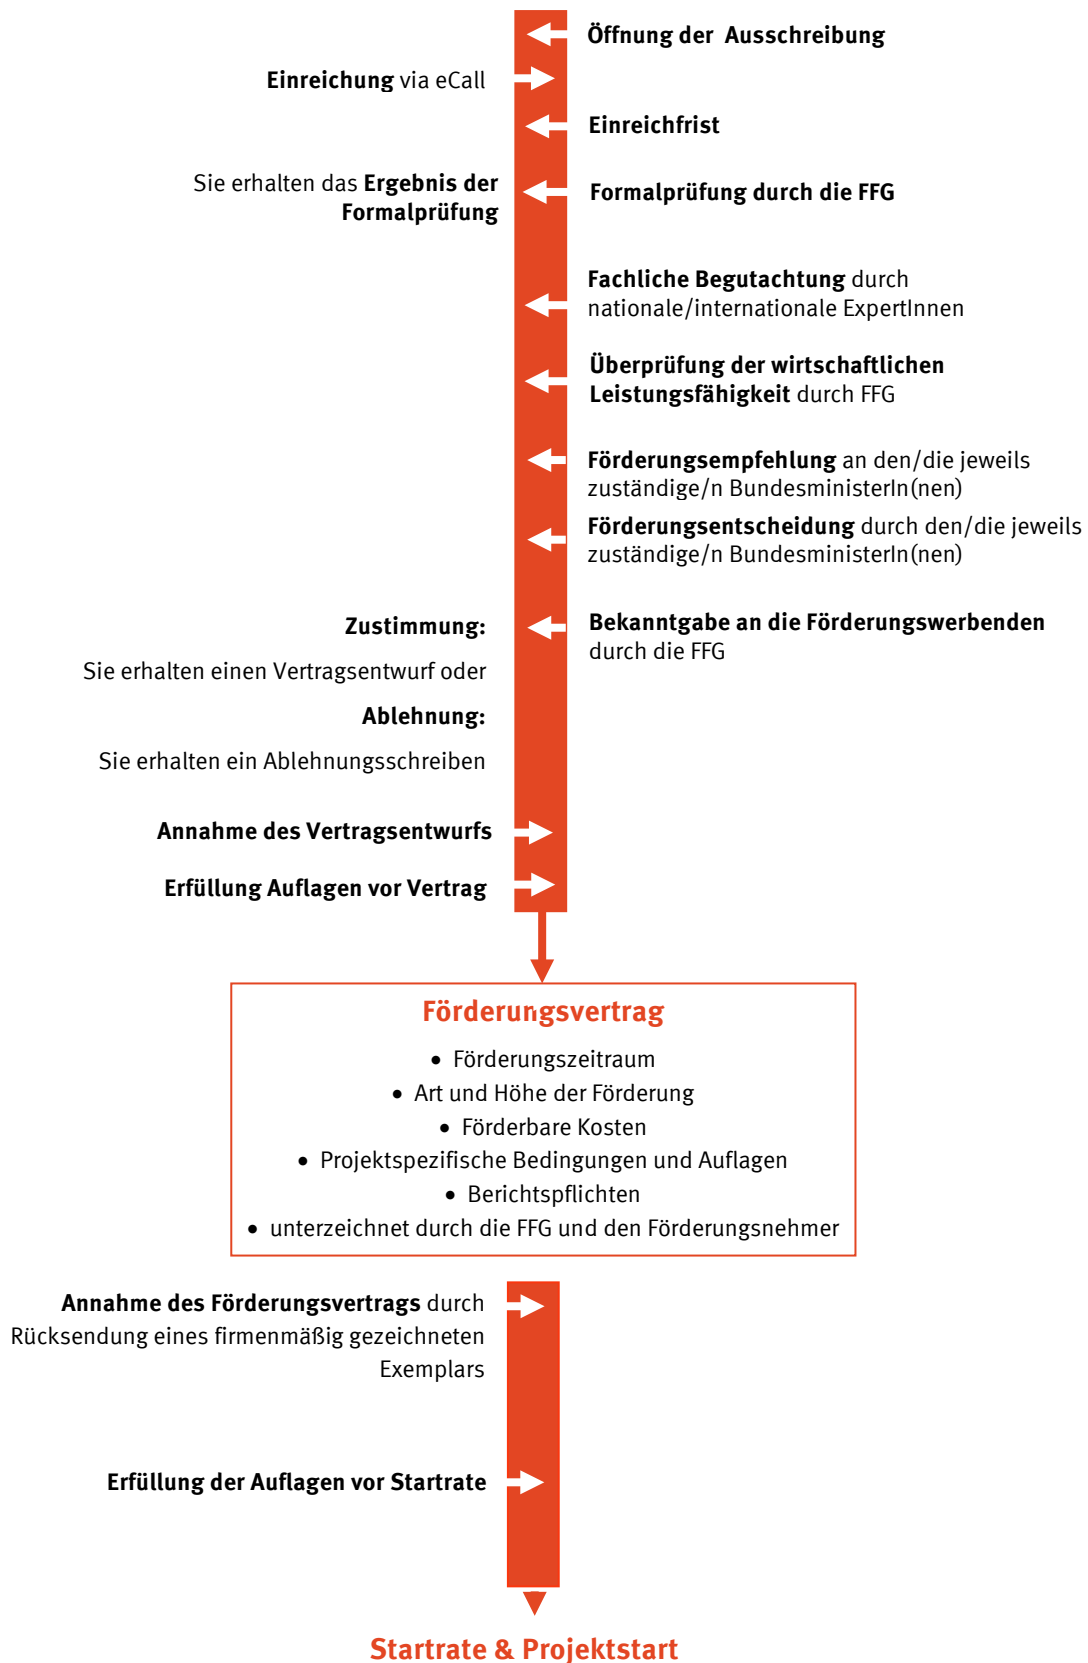 Öffnung der Ausschreibung
Einreichung via eCall
Einreichfrist
Sie erhalten das Ergebnis der
Formalprüfung
Formalprüfung durch die FFG
Fachliche Begutachtung durch
nationale/internationale ExpertInnen
Überprüfung der wirtschaftlichen
Leistungsfähigkeit durch FFG
Förderungsempfehlung an den/die jeweils
zuständige/n BundesministerIn(nen)
Förderungsentscheidung durch den/die jeweils
zuständige/n BundesministerIn(nen)
Bekanntgabe an die Förderungswerbenden
durch die FFG
Zustimmung:
Sie erhalten einen Vertragsentwurf oder
Ablehnung:
Sie erhalten ein Ablehnungsschreiben
Annahme des Vertragsentwurfs
Erfüllung Auflagen vor Vertrag
Förderungsvertrag
• Förderungszeitraum
• Art und Höhe der Förderung
• Förderbare Kosten
• Projektspezifische Bedingungen und Auflagen
• Berichtspflichten
• unterzeichnet durch die FFG und den Förderungsnehmer
Annahme des Förderungsvertrags durch
Rücksendung eines firmenmäßig gezeichneten
Exemplars
Erfüllung der Auflagen vor Startrate
Startrate & Projektstart